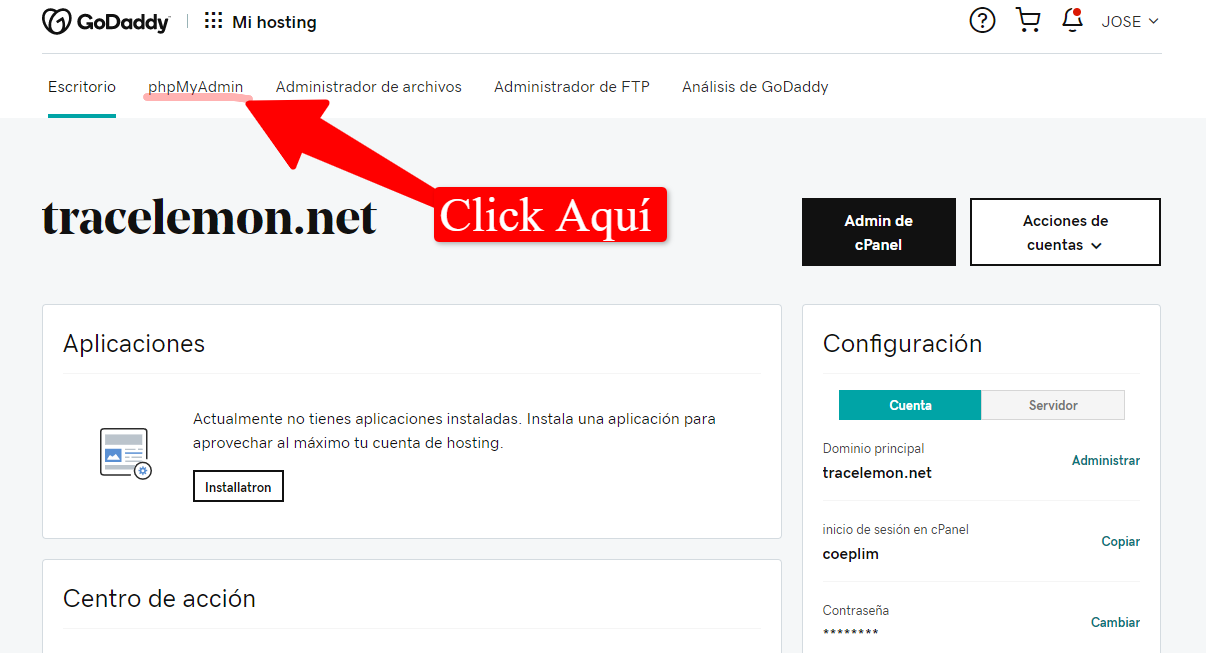 GoDaddy
Mi hosting
JOSE
Escritorio
phpMyAdmin
Administrador de archivos
Administrador de FTP
Análisis de GoDaddy
tracelemon.net
Click Aquí
Admin de
cPanel
Acciones de
cuentas
Aplicaciones
Actualmente no tienes aplicaciones instaladas. Instala una aplicación para
aprovechar al máximo tu cuenta de hosting.
Installatron
Centro de acción
Configuración
Cuenta
Servidor
Dominio principal
tracelemon.net
Administrar
inicio de sesión en cPanel
coeplim
Copiar
Contraseña
********
Cambiar